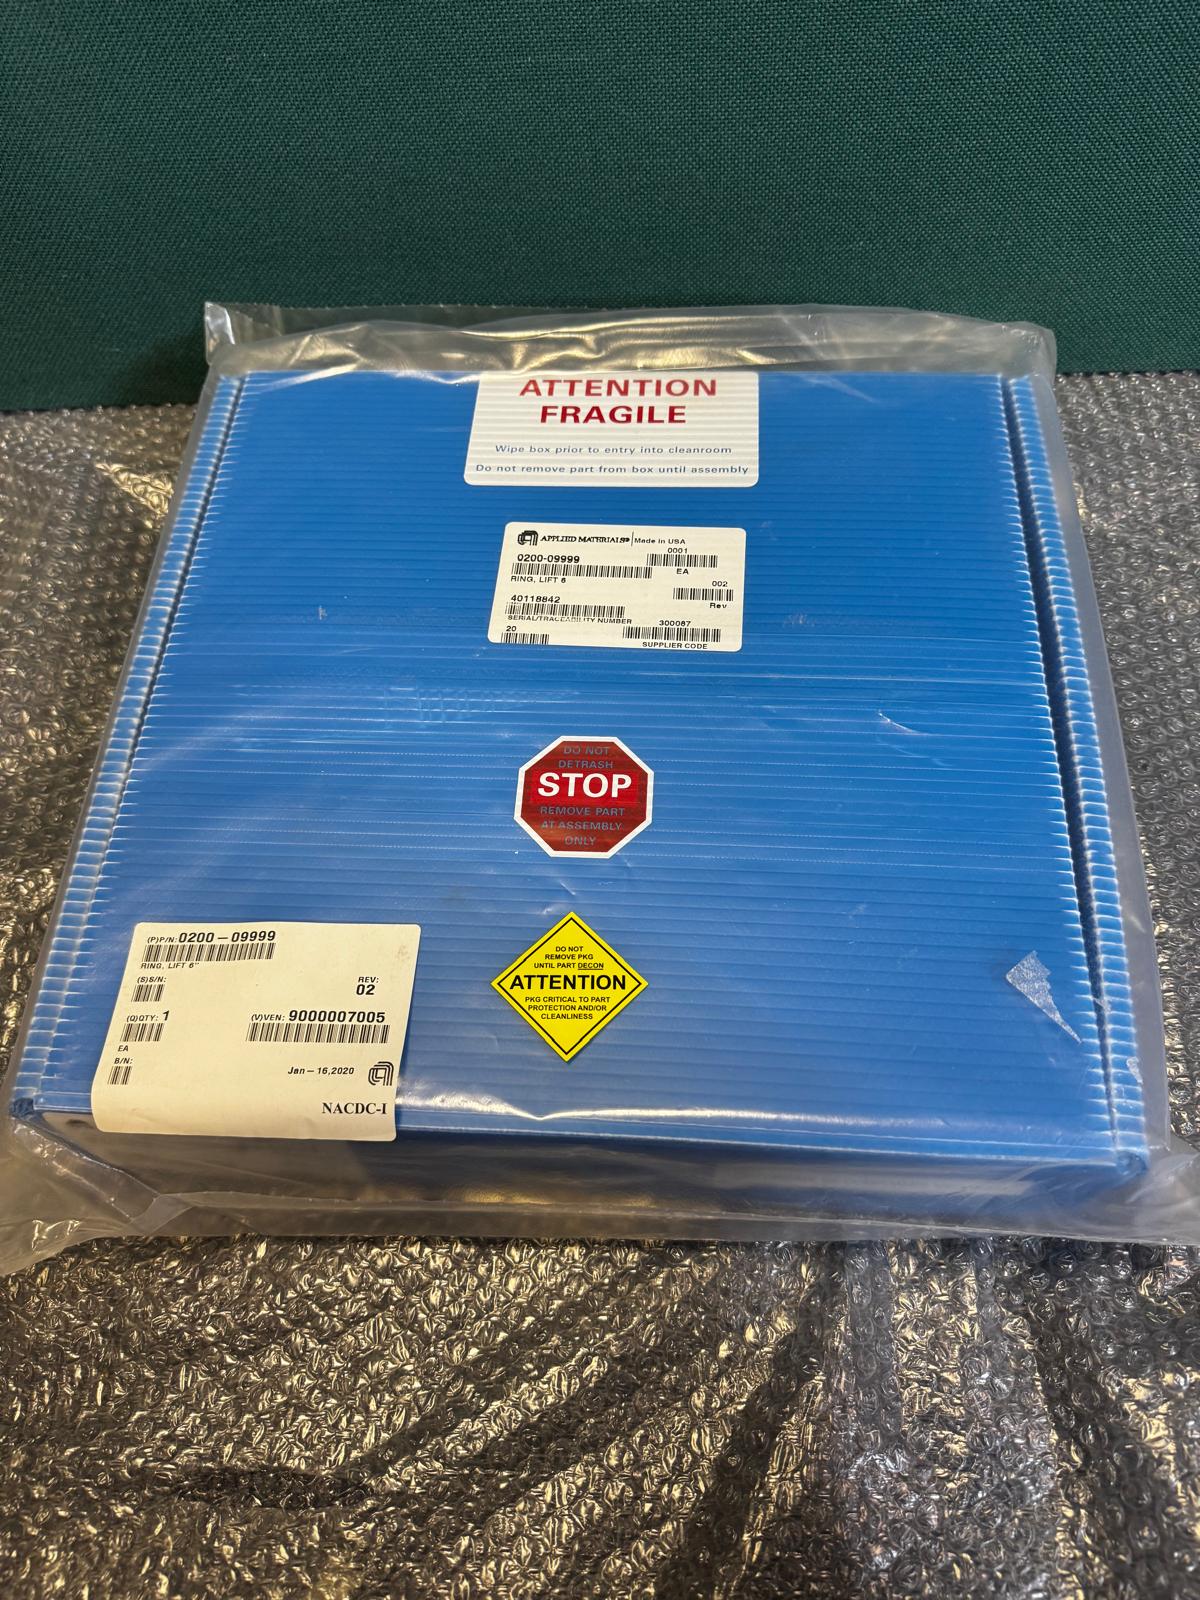 ATTENTION
FRAGILE
Wipe box prior to entry into cleanroom
Do not remove part from box until assembly
APPLIED MATERIALS® Made in USA
0200-09999 0001
EA
RING, LIFT 6 002
Rev
40118842
SERIAL/TRACEABILITY NUMBER 300087
20
SUPPLIER CODE
DO NOT
DETRASH
STOP
REMOVE PART
AT ASSEMBLY
ONLY
DO NOT
REMOVE PKG
UNTIL PART DECON
ATTENTION
PKG CRITICAL TO PART
PROTECTION AND/OR
CLEANLINESS
(P)P/N: 0200-09999
RING, LIFT 6"
(S)S/N: REV:
02
(Q)QTY: 1 (V)VEN: 9000007005
EA
B/N:
Jan-16,2020
NACDC-I